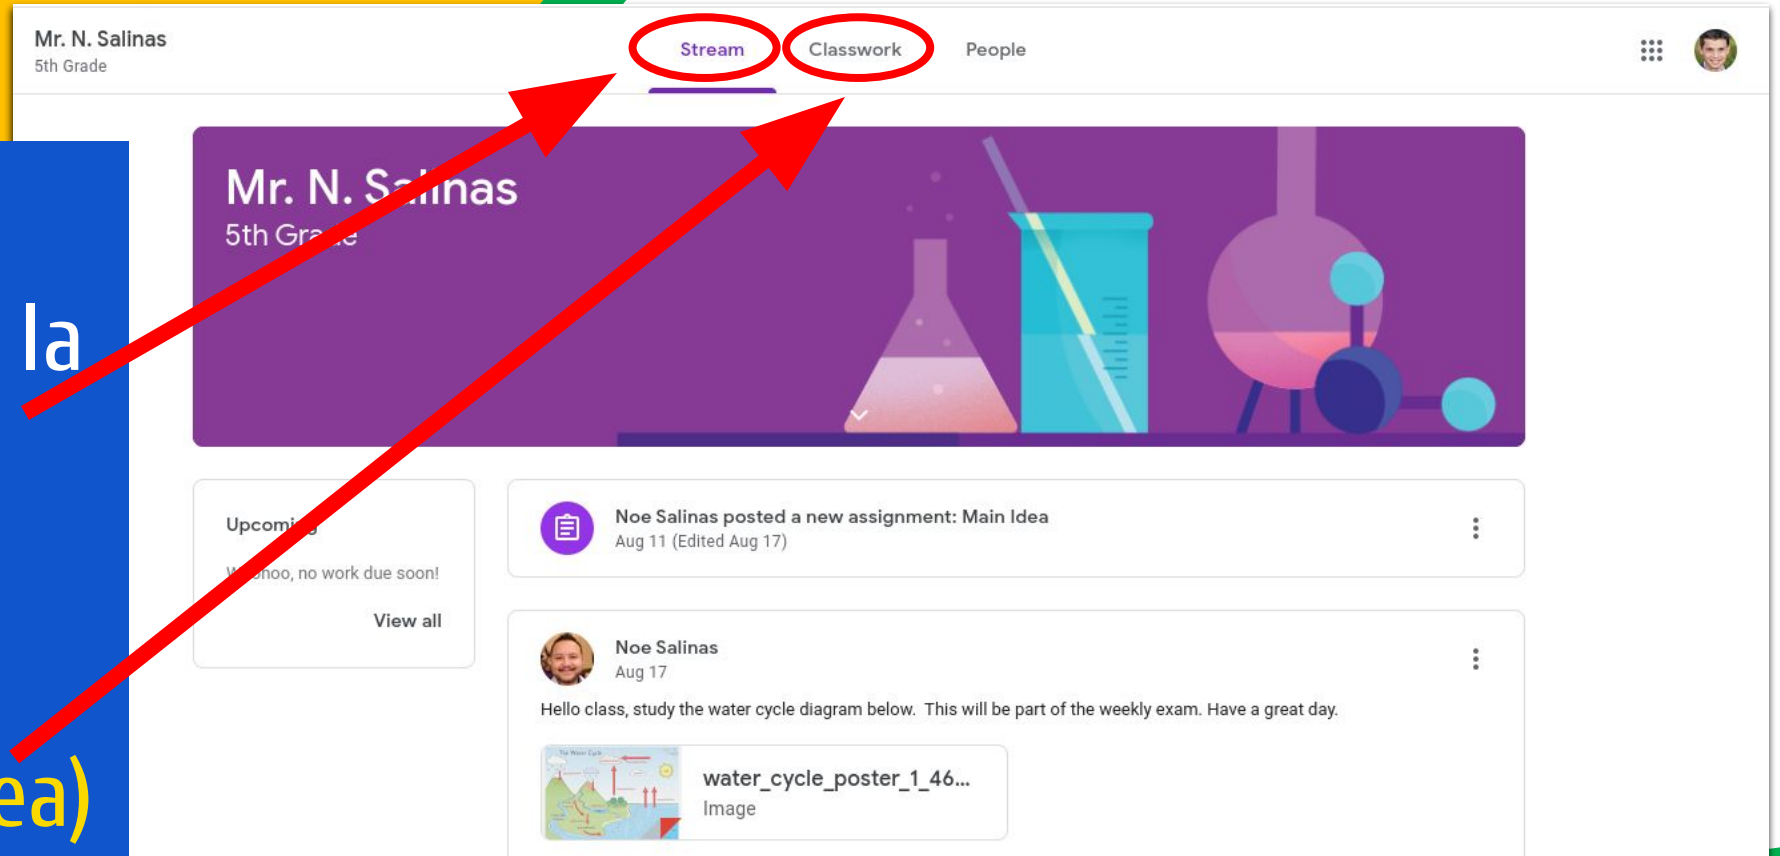 Mr. N. Salinas
5th Grade
Stream
Classwork
People
Mr. N. Salinas
5th Grade
la
ea)
Upcoming
Woohoo, no work due soon!
View all
Noe Salinas posted a new assignment: Main Idea
Aug 11 (Edited Aug 17)
Noe Salinas
Aug 17
Hello class, study the water cycle diagram below. This will be part of the weekly exam. Have a great day.
The Water Cycle
water_cycle_poster_1_46...
Image